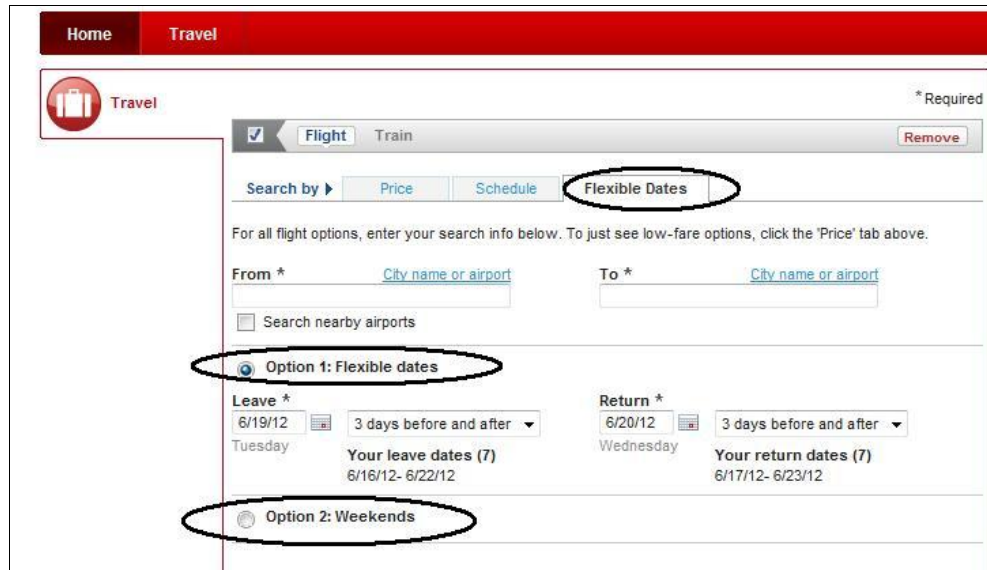 Home Travel
Travel
*Required
Flight Train Remove
Search by Price Schedule Flexible Dates
For all flight options, enter your search info below. To just see low-fare options, click the 'Price' tab above.
From * City name or airport To * City name or airport
Search nearby airports
Option 1: Flexible dates
Leave * Return *
6/19/12 3 days before and after 6/20/12 3 days before and after
Tuesday Wednesday
Your leave dates (7) Your return dates (7)
6/16/12- 6/22/12 6/17/12- 6/23/12
Option 2: Weekends